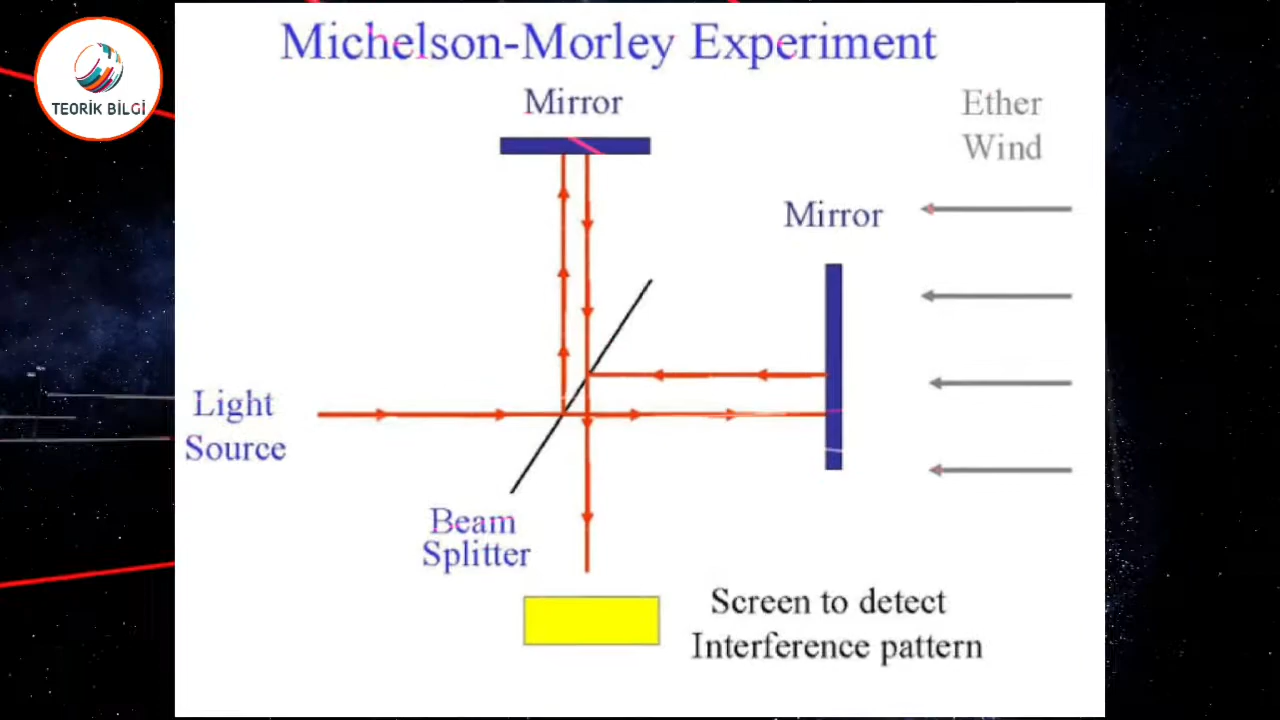 TEORİK BİLGİ
Michelson-Morley Experiment
Mirror
Ether
Wind
Mirror
Light
Source
Beam
Splitter
Screen to detect
Interference pattern